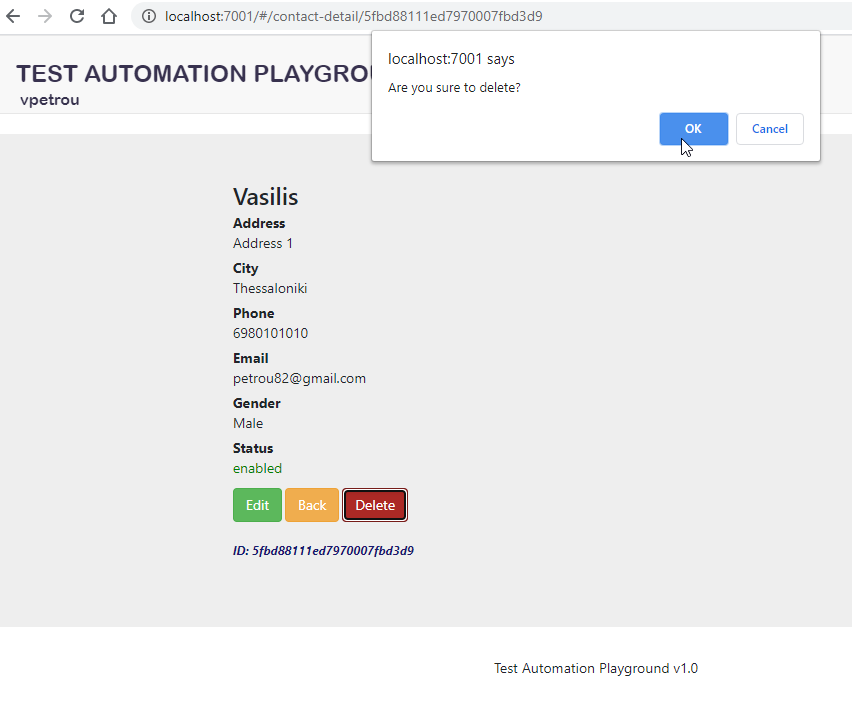 localhost:7001/#/contact-detail/5fbd88111ed7970007fbd3d9
localhost:7001 says
Are you sure to delete?
OK Cancel
TEST AUTOMATION PLAYGROU
vpetrou
Vasilis
Address
Address 1
City
Thessaloniki
Phone
6980101010
Email
petrou82@gmail.com
Gender
Male
Status
enabled
Edit Back Delete
ID: 5fbd88111ed7970007fbd3d9
Test Automation Playground v1.0